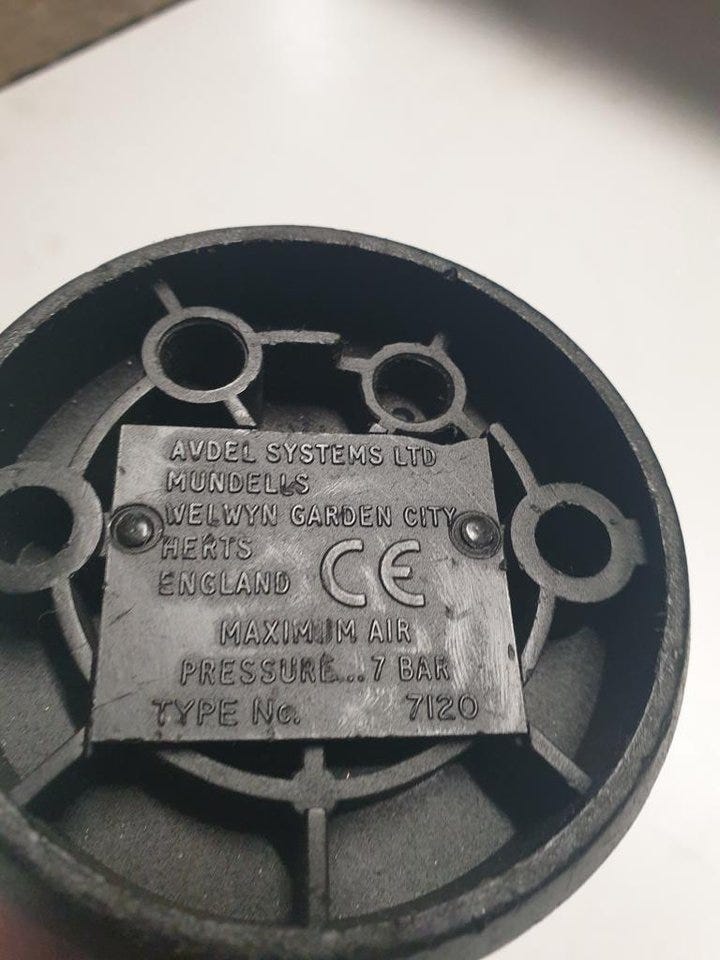 AVDEL SYSTEMS LTD
MUNDELLS
WELWYN GARDEN CITY
HERTS
ENGLAND CE
MAXIMUM AIR
PRESSURE...7 BAR
TYPE No. 7120